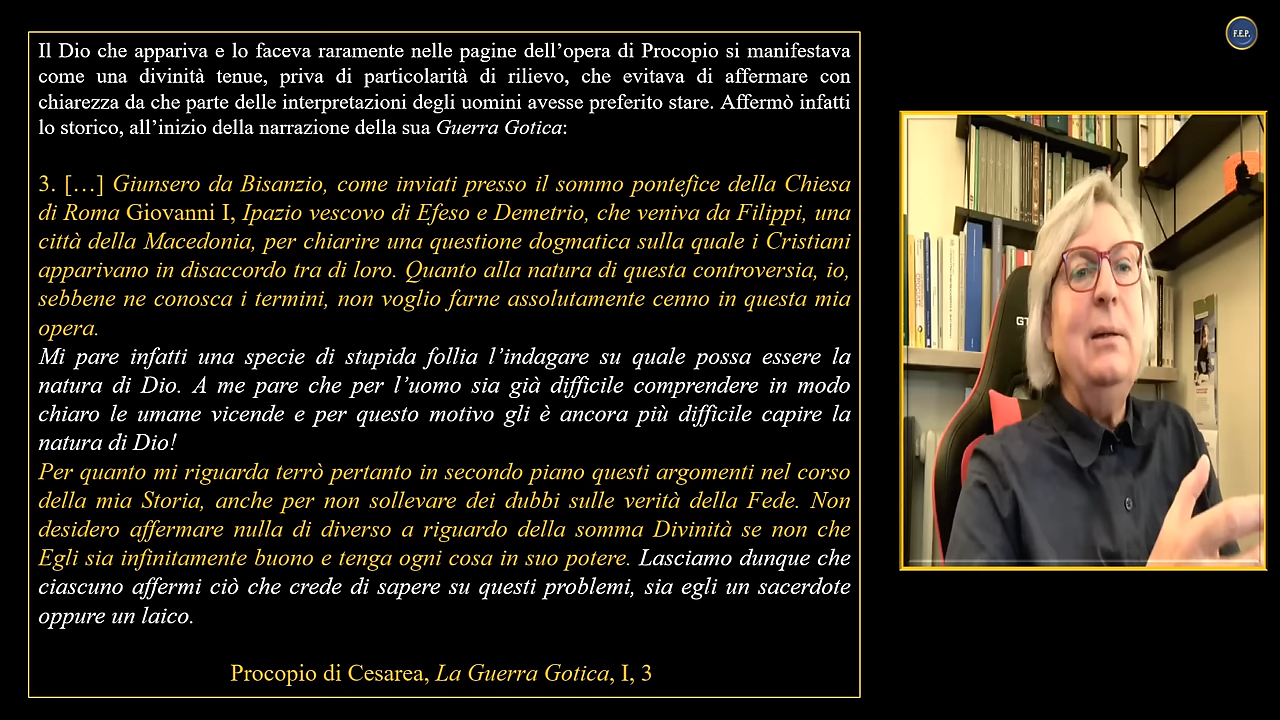 Il Dio che appariva e lo faceva raramente nelle pagine dell’opera di Procopio si manifestava
come una divinità tenue, priva di particolarità di rilievo, che evitava di affermare con
chiarezza da che parte delle interpretazioni degli uomini avesse preferito stare. Affermò infatti
lo storico, all’inizio della narrazione della sua Guerra Gotica:
3. […] Giunsero da Bisanzio, come inviati presso il sommo pontefice della Chiesa
di Roma Giovanni I, Ipazio vescovo di Efeso e Demetrio, che veniva da Filippi, una
città della Macedonia, per chiarire una questione dogmatica sulla quale i Cristiani
apparivano in disaccordo tra di loro. Quanto alla natura di questa controversia, io,
sebbene ne conosca i termini, non voglio farne assolutamente cenno in questa mia
opera.
Mi pare infatti una specie di stupida follia l’indagare su quale possa essere la
natura di Dio. A me pare che per l’uomo sia già difficile comprendere in modo
chiaro le umane vicende e per questo motivo gli è ancora più difficile capire la
natura di Dio!
Per quanto mi riguarda terrò pertanto in secondo piano questi argomenti nel corso
della mia Storia, anche per non sollevare dei dubbi sulle verità della Fede. Non
desidero affermare nulla di diverso a riguardo della somma Divinità se non che
Egli sia infinitamente buono e tenga ogni cosa in suo potere. Lasciamo dunque che
ciascuno affermi ciò che crede di sapere su questi problemi, sia egli un sacerdote
oppure un laico.
Procopio di Cesarea, La Guerra Gotica, I, 3
F.E.P.
GT